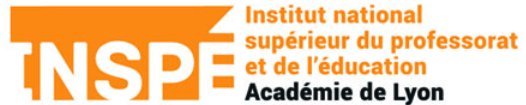 INSPÉ
Institut national
supérieur du professorat
et de l'éducation
Académie de Lyon